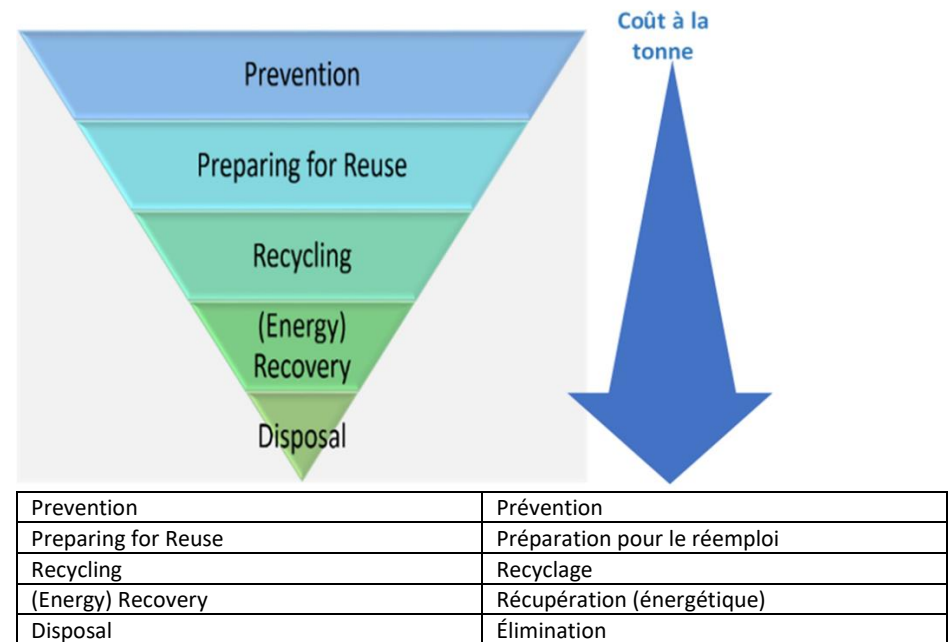 Coût à la
tonne
Prevention
Preparing for Reuse
Recycling
(Energy)
Recovery
Disposal
Prevention Prévention
Preparing for Reuse Préparation pour le réemploi
Recycling Recyclage
(Energy) Recovery Récupération (énergétique)
Disposal Élimination